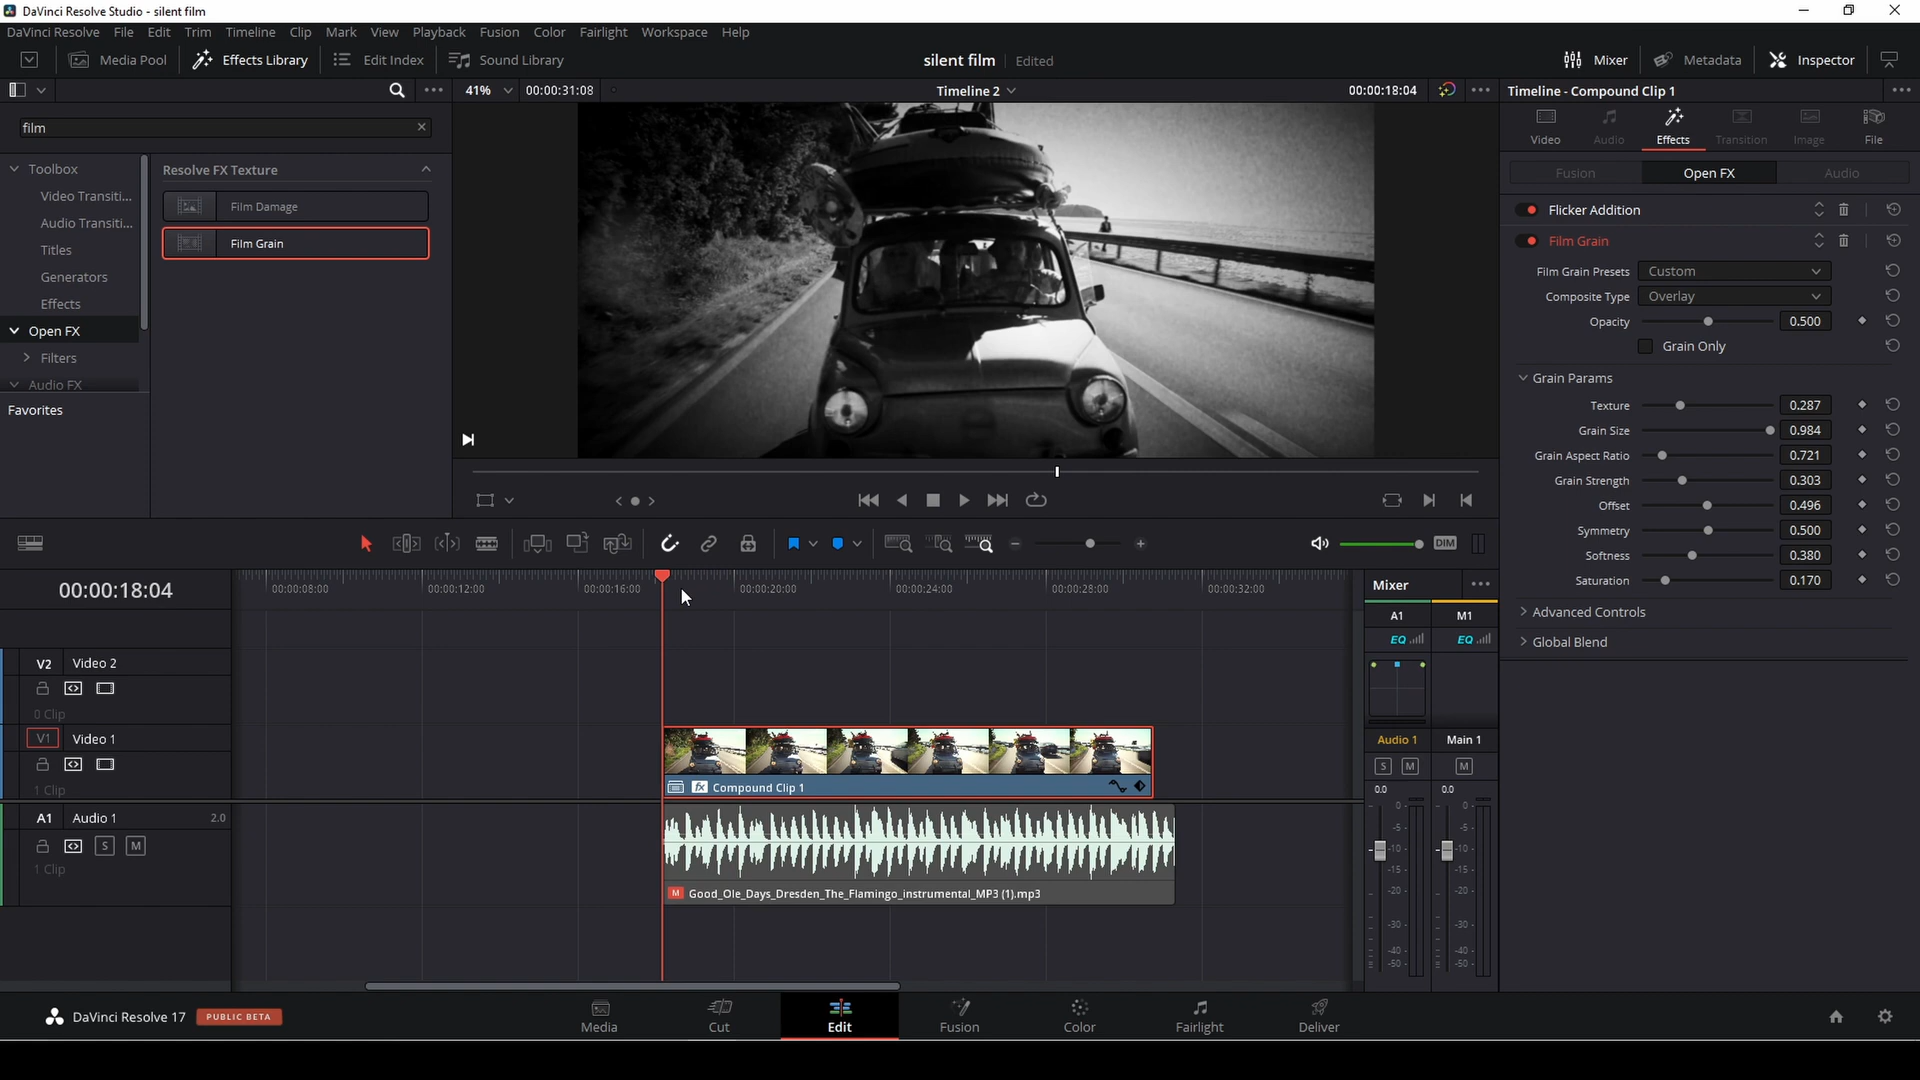 DaVinci Resolve Studio - silent film
DaVinci Resolve File Edit Trim Timeline Clip Mark View Playback Fusion Color Fairlight Workspace Help
Media Pool Effects Library Edit Index Sound Library silent film Edited Mixer Metadata Inspector
41% 00:00:31:08 Timeline 2 00:00:18:04 Timeline - Compound Clip 1
film
Video Audio Effects Transition Image File
Toolbox
Video Transiti...
Audio Transiti...
Titles
Generators
Effects
Open FX
Filters
Audio FX
Favorites
Resolve FX Texture
Film Damage
Film Grain
Fusion Open FX Audio
Flicker Addition
Film Grain
Film Grain Presets Custom
Composite Type Overlay
Opacity 0.500
Grain Only
Grain Params
Texture 0.287
Grain Size 0.984
Grain Aspect Ratio 0.721
Grain Strength 0.303
Offset 0.496
Symmetry 0.500
Softness 0.380
Saturation 0.170
Advanced Controls
Global Blend
DIM
00:00:18:04
00:00:08:00 00:00:12:00 00:00:16:00 00:00:20:00 00:00:24:00 00:00:28:00 00:00:32:00
V2 Video 2
0 Clip
V1 Video 1
1 Clip
fx Compound Clip 1
A1 Audio 1 2.0
S M
1 Clip
M Good_Ole_Days_Dresden_The_Flamingo_instrumental_MP3 (1).mp3
Mixer
A1 M1
EQ EQ
Audio 1 Main 1
S M M
0.0 0.0
0- 0-
-5- -5-
-10- -10-
-15- -15-
-20- -20-
-30- -30-
-40- -40-
-50- -50-
DaVinci Resolve 17 PUBLIC BETA
Media Cut Edit Fusion Color Fairlight Deliver